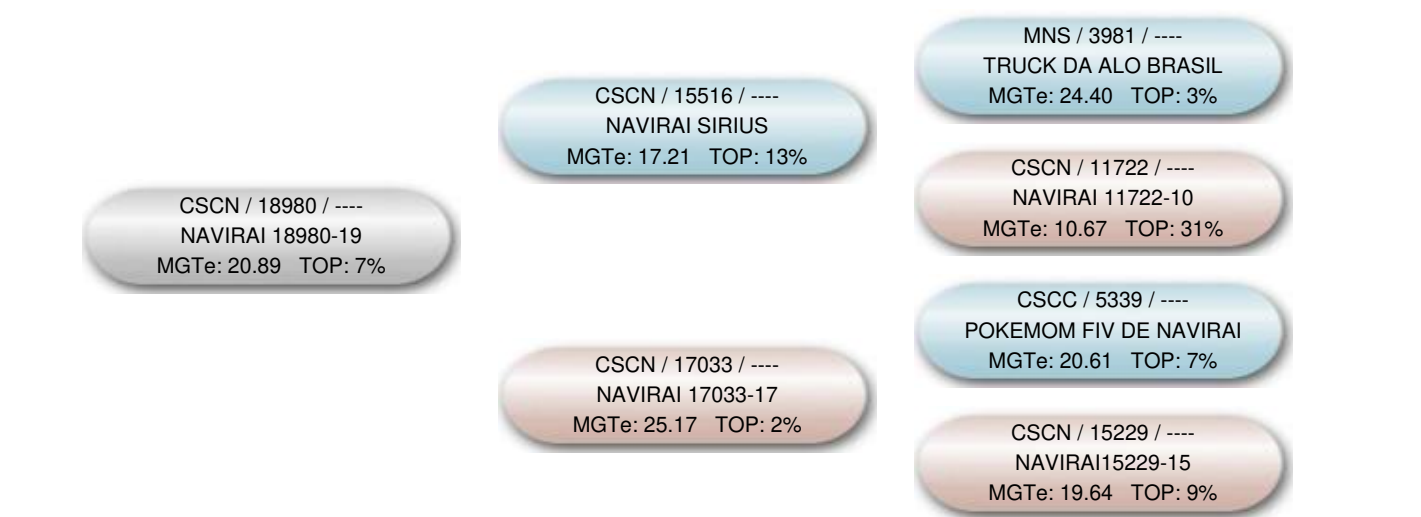 CSCN / 18980 / ----
NAVIRAI 18980-19
MGTe: 20.89 TOP: 7%
CSCN / 15516 / ----
NAVIRAI SIRIUS
MGTe: 17.21 TOP: 13%
CSCN / 17033 / ----
NAVIRAI 17033-17
MGTe: 25.17 TOP: 2%
MNS / 3981 / ----
TRUCK DA ALO BRASIL
MGTe: 24.40 TOP: 3%
CSCN / 11722 / ----
NAVIRAI 11722-10
MGTe: 10.67 TOP: 31%
CSCC / 5339 / ----
POKEMOM FIV DE NAVIRAI
MGTe: 20.61 TOP: 7%
CSCN / 15229 / ----
NAVIRAI15229-15
MGTe: 19.64 TOP: 9%